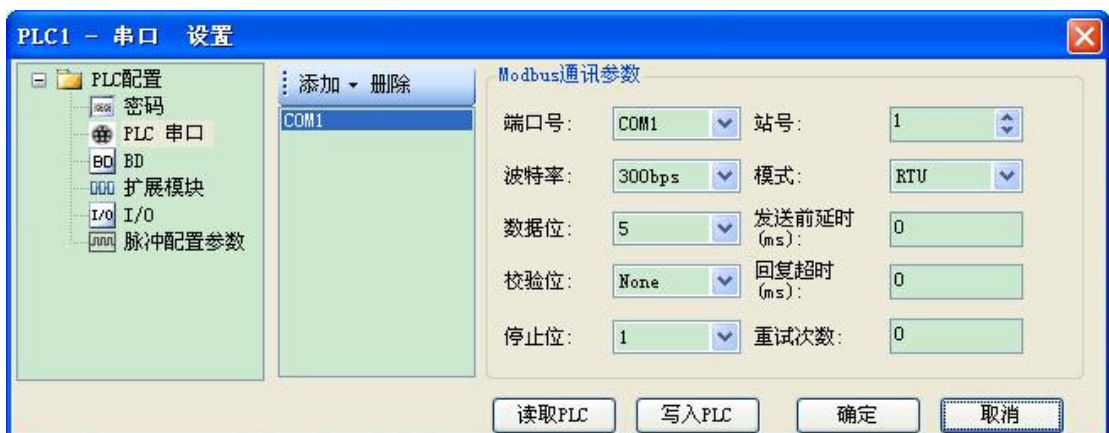 PLC1 - 串口 设置
PLC配置
密码
PLC 串口
BD BD
扩展模块
I/O I/O
脉冲配置参数
添加 删除
COM1
Modbus通讯参数
端口号: COM1 站号: 1
波特率: 300bps 模式: RTU
数据位: 5 发送前延时(ms): 0
校验位: None 回复超时(ms): 0
停止位: 1 重试次数: 0
读取PLC 写入PLC 确定 取消